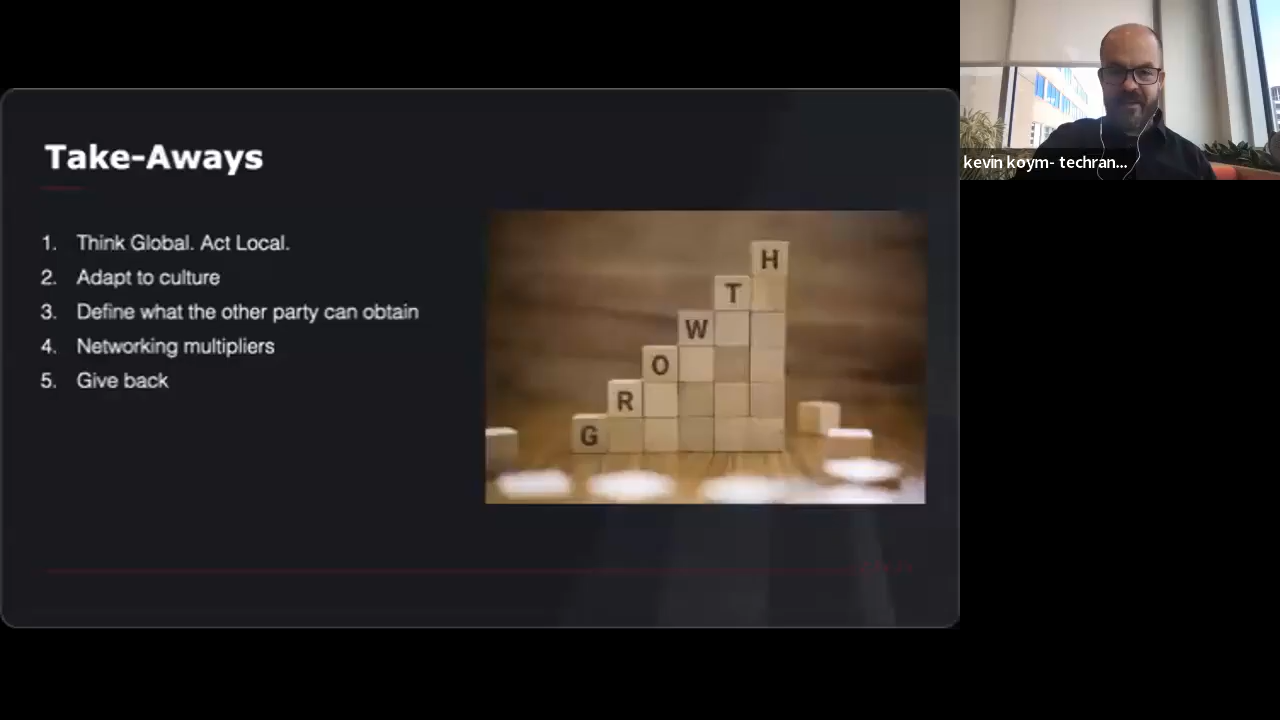 Take-Aways
1. Think Global. Act Local.
2. Adapt to culture
3. Define what the other party can obtain
4. Networking multipliers
5. Give back
H
T
W
O
R
G
kevin koym- techran...